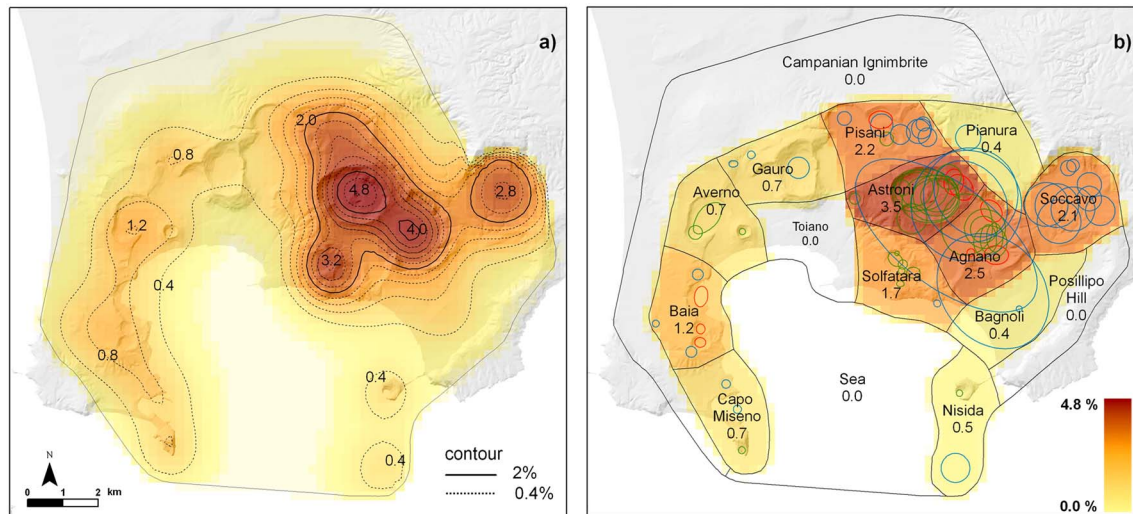 a)
2.0
0.8
4.8
2.8
1.2
4.0
3.2
0.4
0.8
0.4
0.4
contour
2%
0.4%
N
0 1 2 km
b)
Campanian Ignimbrite
0.0
Pisani
2.2
Pianura
0.4
Gauro
0.7
Astroni
3.5
Averno
0.7
Soccavo
2.1
Toiano
0.0
Agnano
2.5
Solfatara
1.7
Posillipo
Hill
0.0
Baia
1.2
Bagnoli
0.4
Sea
0.0
Capo
Miseno
0.7
Nisida
0.5
4.8 %
0.0 %